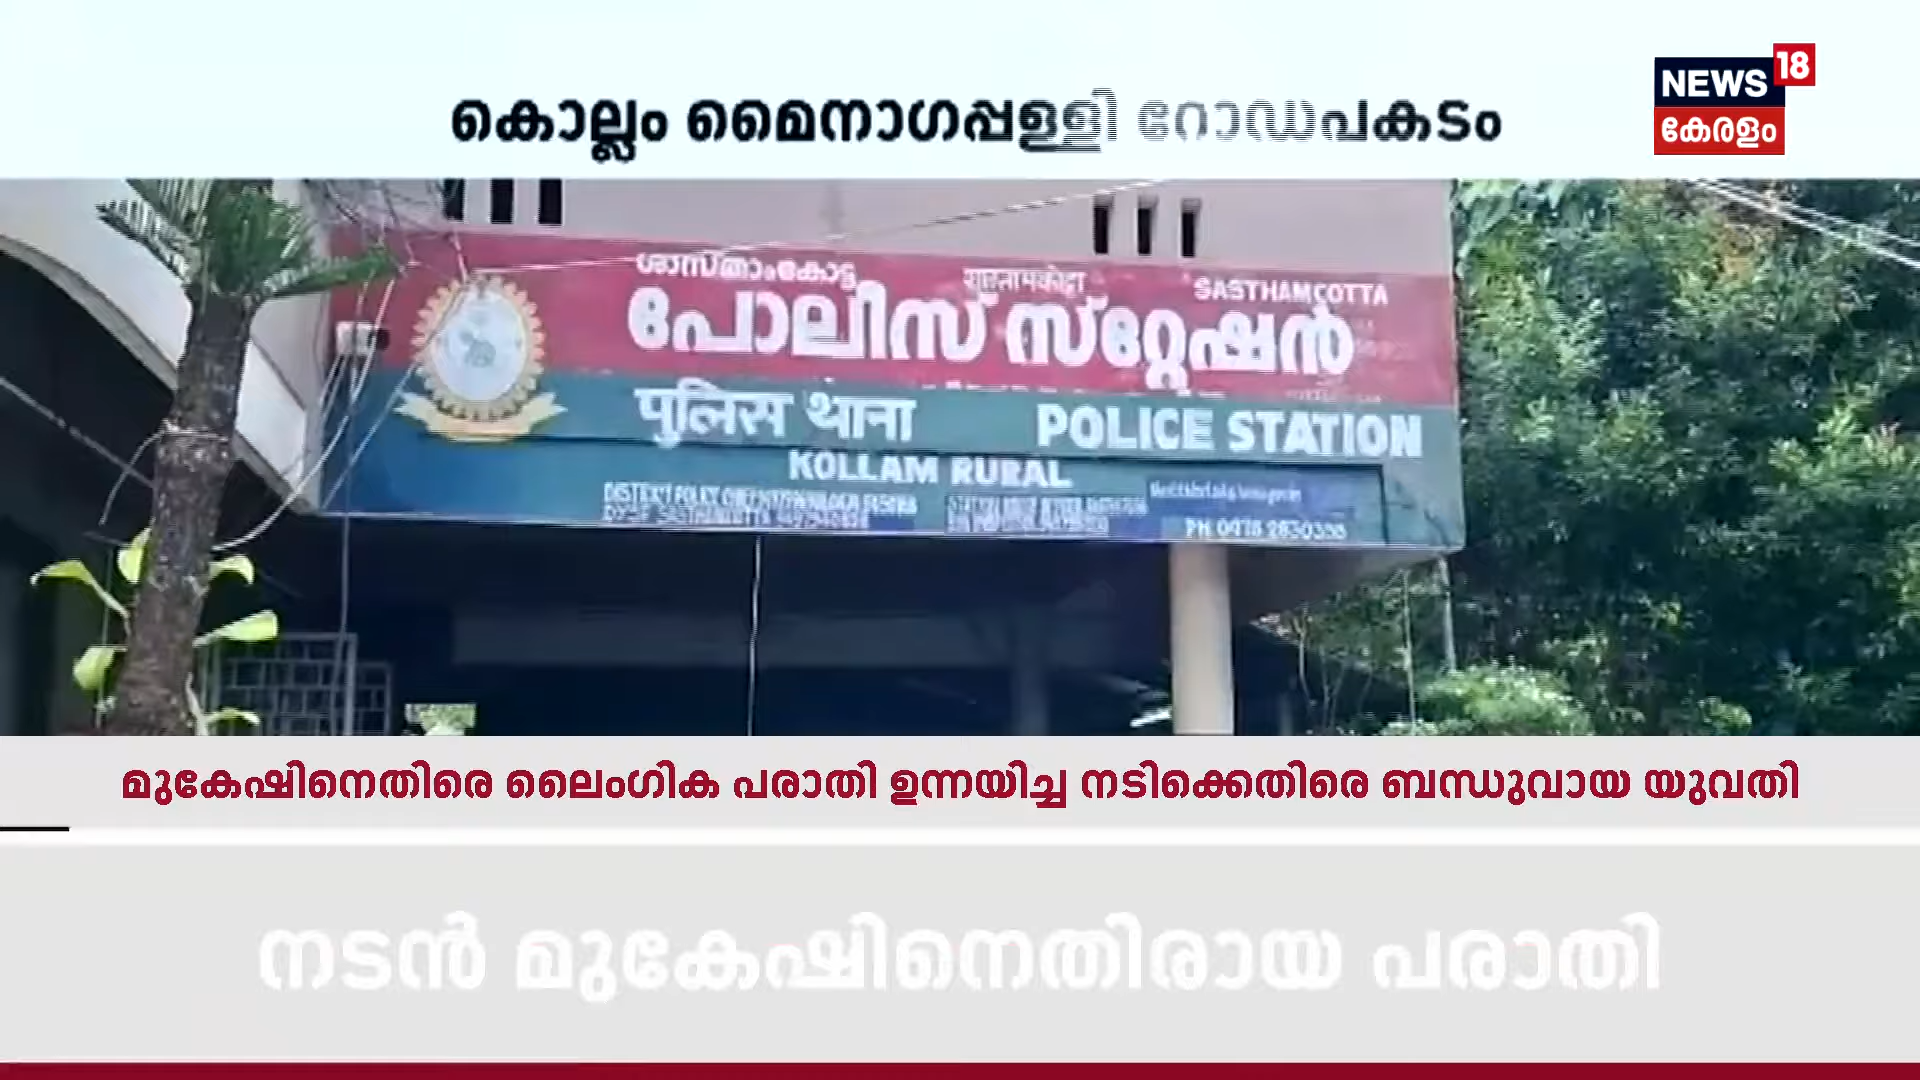 കൊല്ലം മൈനാഗപ്പള്ളി റോഡപകടം
NEWS 18
കേരളം
ശാസ്താംകോട്ട SASTHAMCOTTA
പോലീസ് സ്റ്റേഷൻ
पुलिस थाना POLICE STATION
KOLLAM RURAL
മുകേഷിനെതിരെ ലൈംഗിക പരാതി ഉന്നയിച്ച നടിക്കെതിരെ ബന്ധുവായ യുവതി
നടൻ മുകേഷിനെതിരായ പരാതി